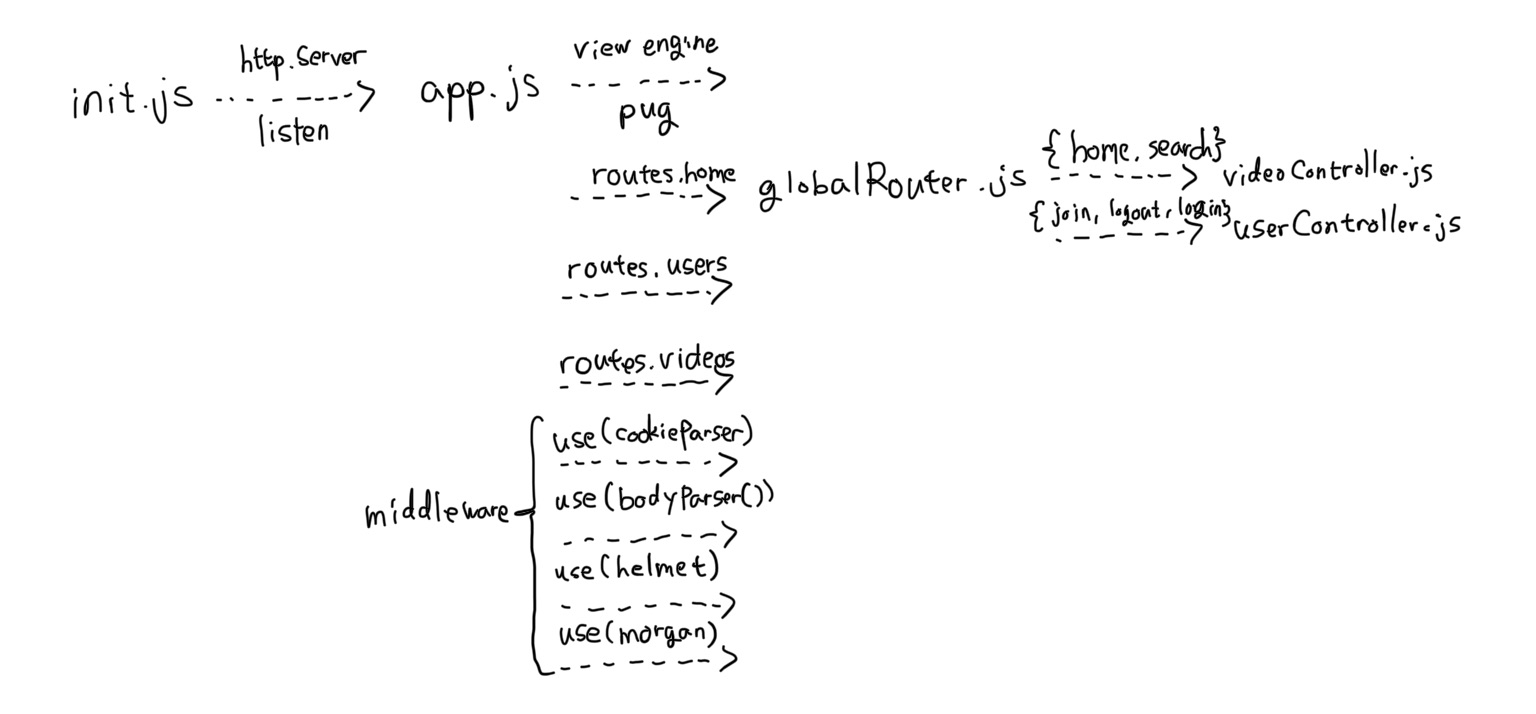 http.Server
init.js
listen
app.js
view engine
pug
routes.home
globalRouter.js
{home, search}
videoController.js
{join, logout, login}
userController.js
routes.users
routes.videos
middleware
use(cookieParser)
use(bodyParser())
use(helmet)
use(morgan)